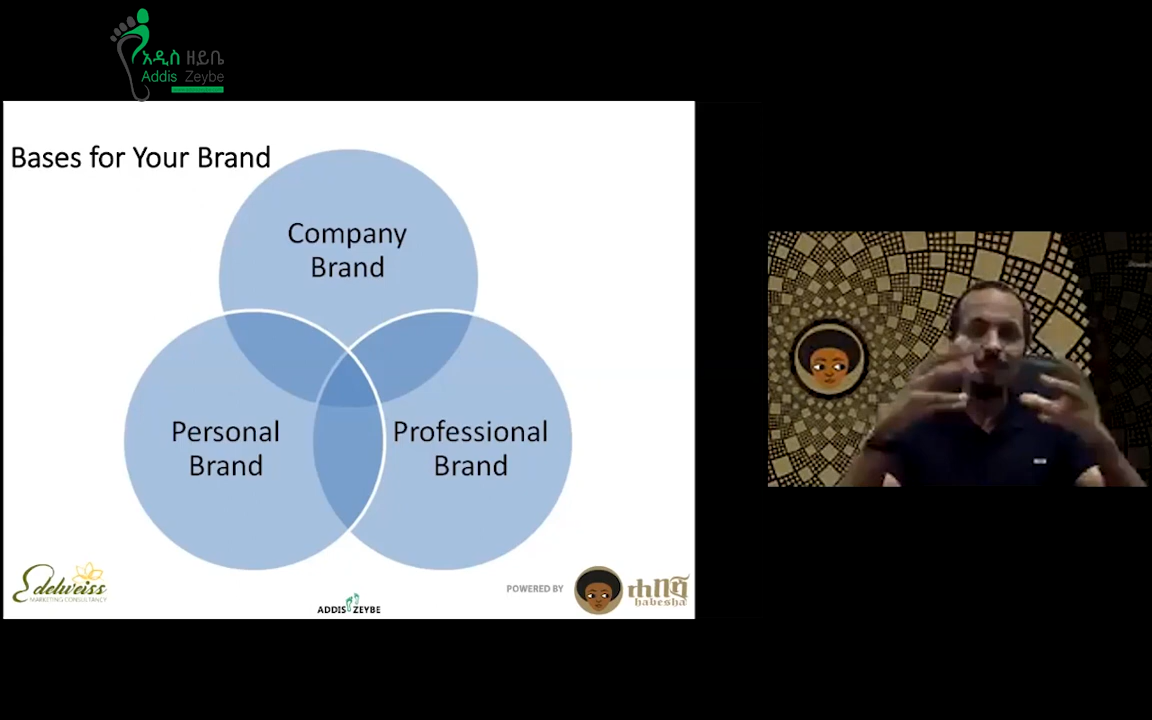 አዲስ ዘይቤ
Addis Zeybe
Bases for Your Brand
Company
Brand
Personal
Brand
Professional
Brand
Edelweiss
MARKETING CONSULTANCY
ADDIS ZEYBE
POWERED BY
habesha